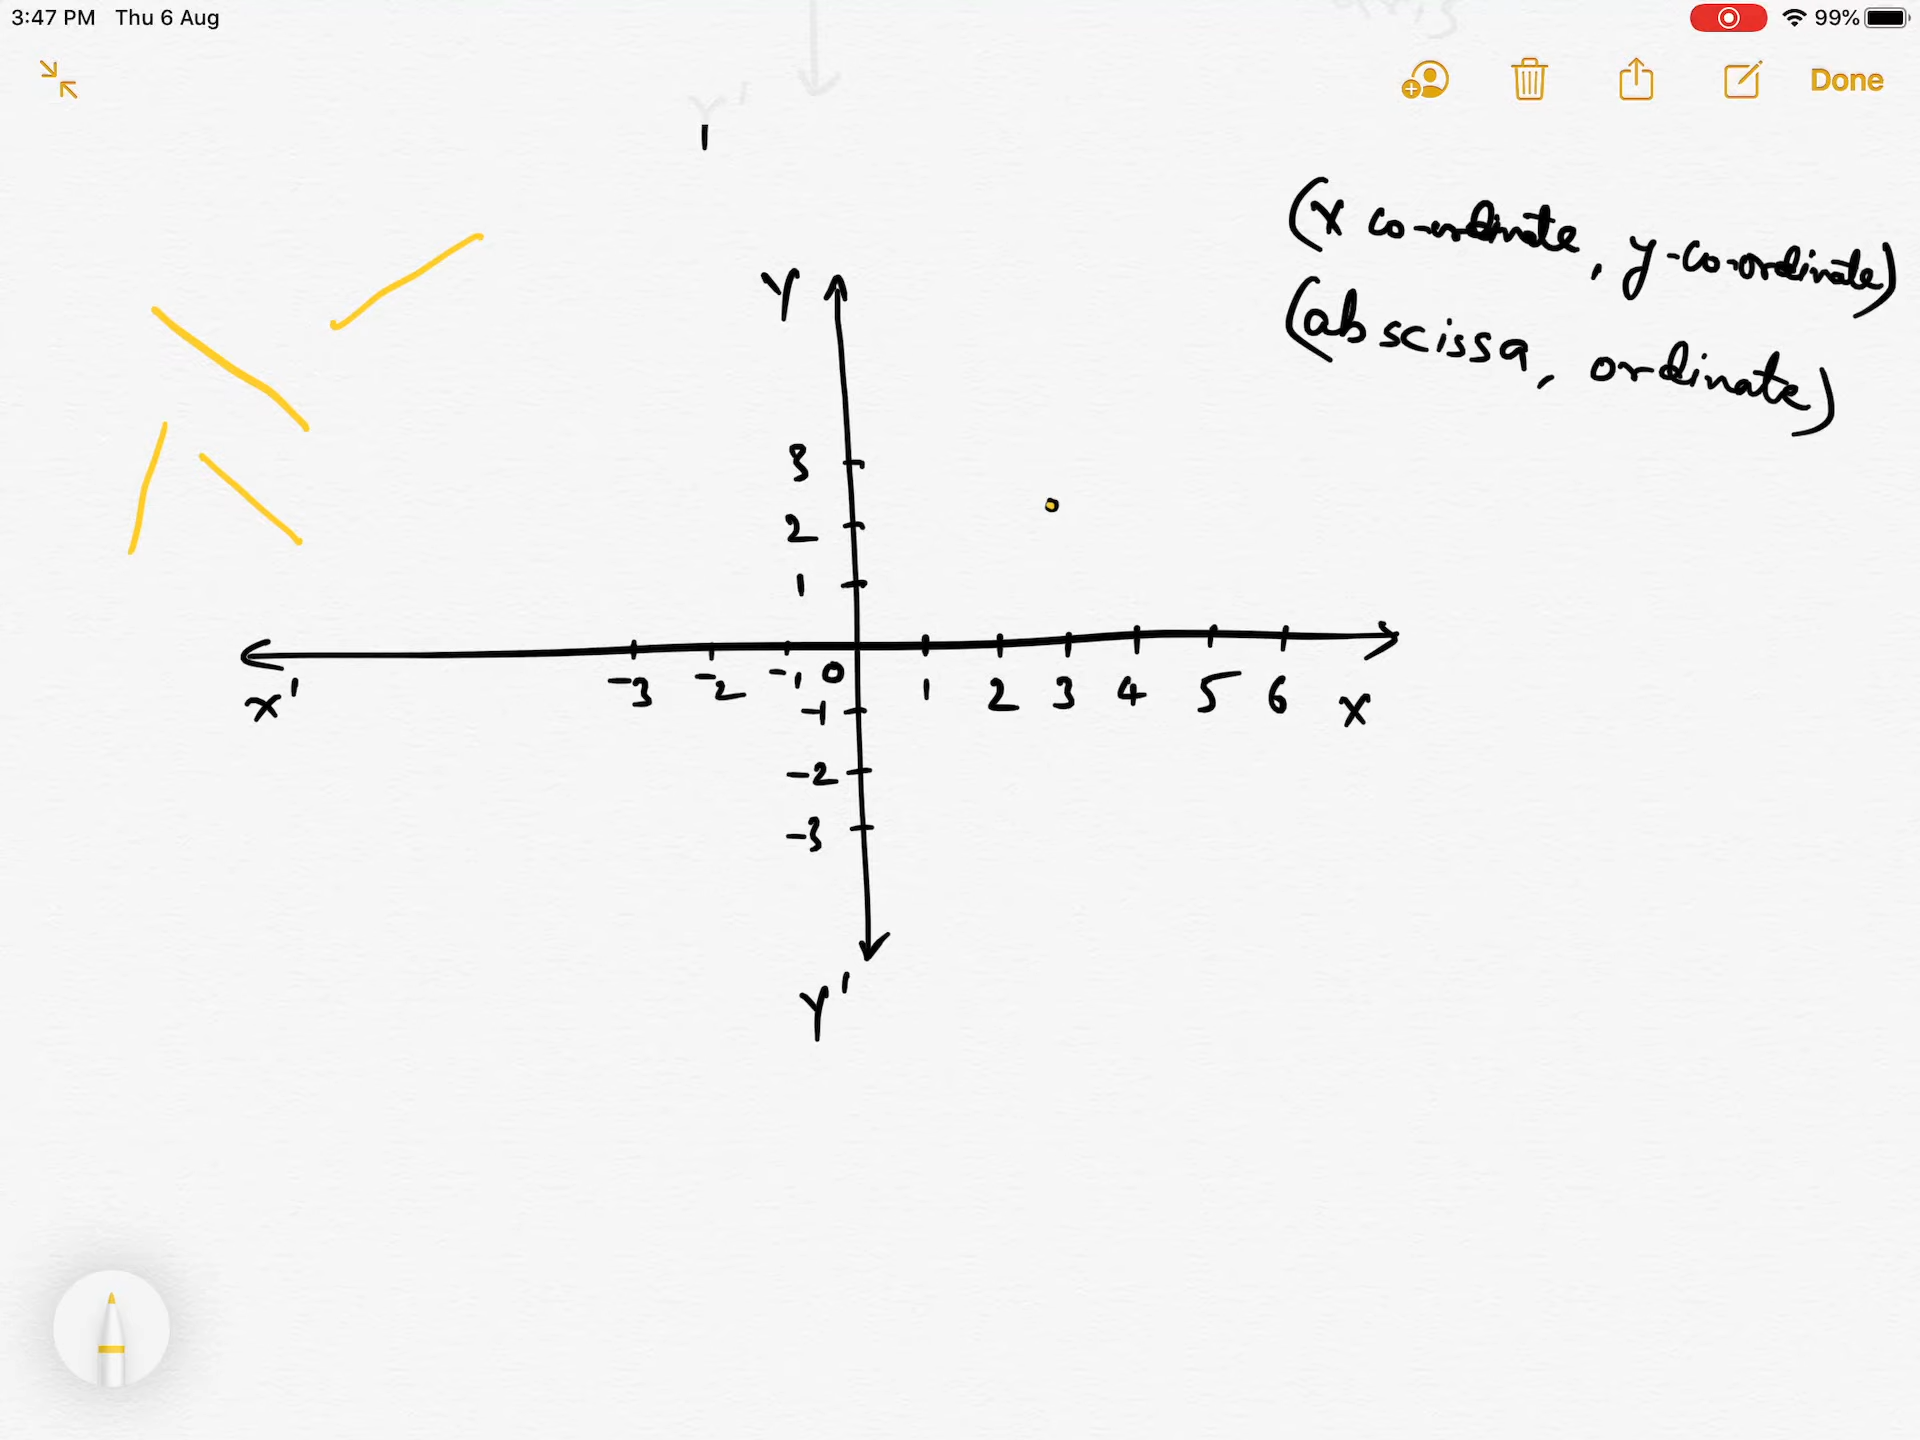 3:47 PM Thu 6 Aug
99%
Done
Y'
(x co-ordinate, y-co-ordinate)
(abscissa, ordinate)
Y
3
2
1
x' -3 -2 -1 0 1 2 3 4 5 6 x
-1
-2
-3
Y'